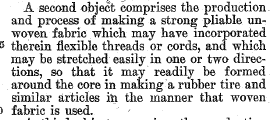 A second object comprises the production
and process of making a strong pliable un-
woven fabric which may have incorporated
therein flexible threads or cords, and which
may be stretched easily in one or two direc-
tions, so that it may readily be formed
around the core in making a rubber tire and
similar articles in the manner that woven
fabric is used.